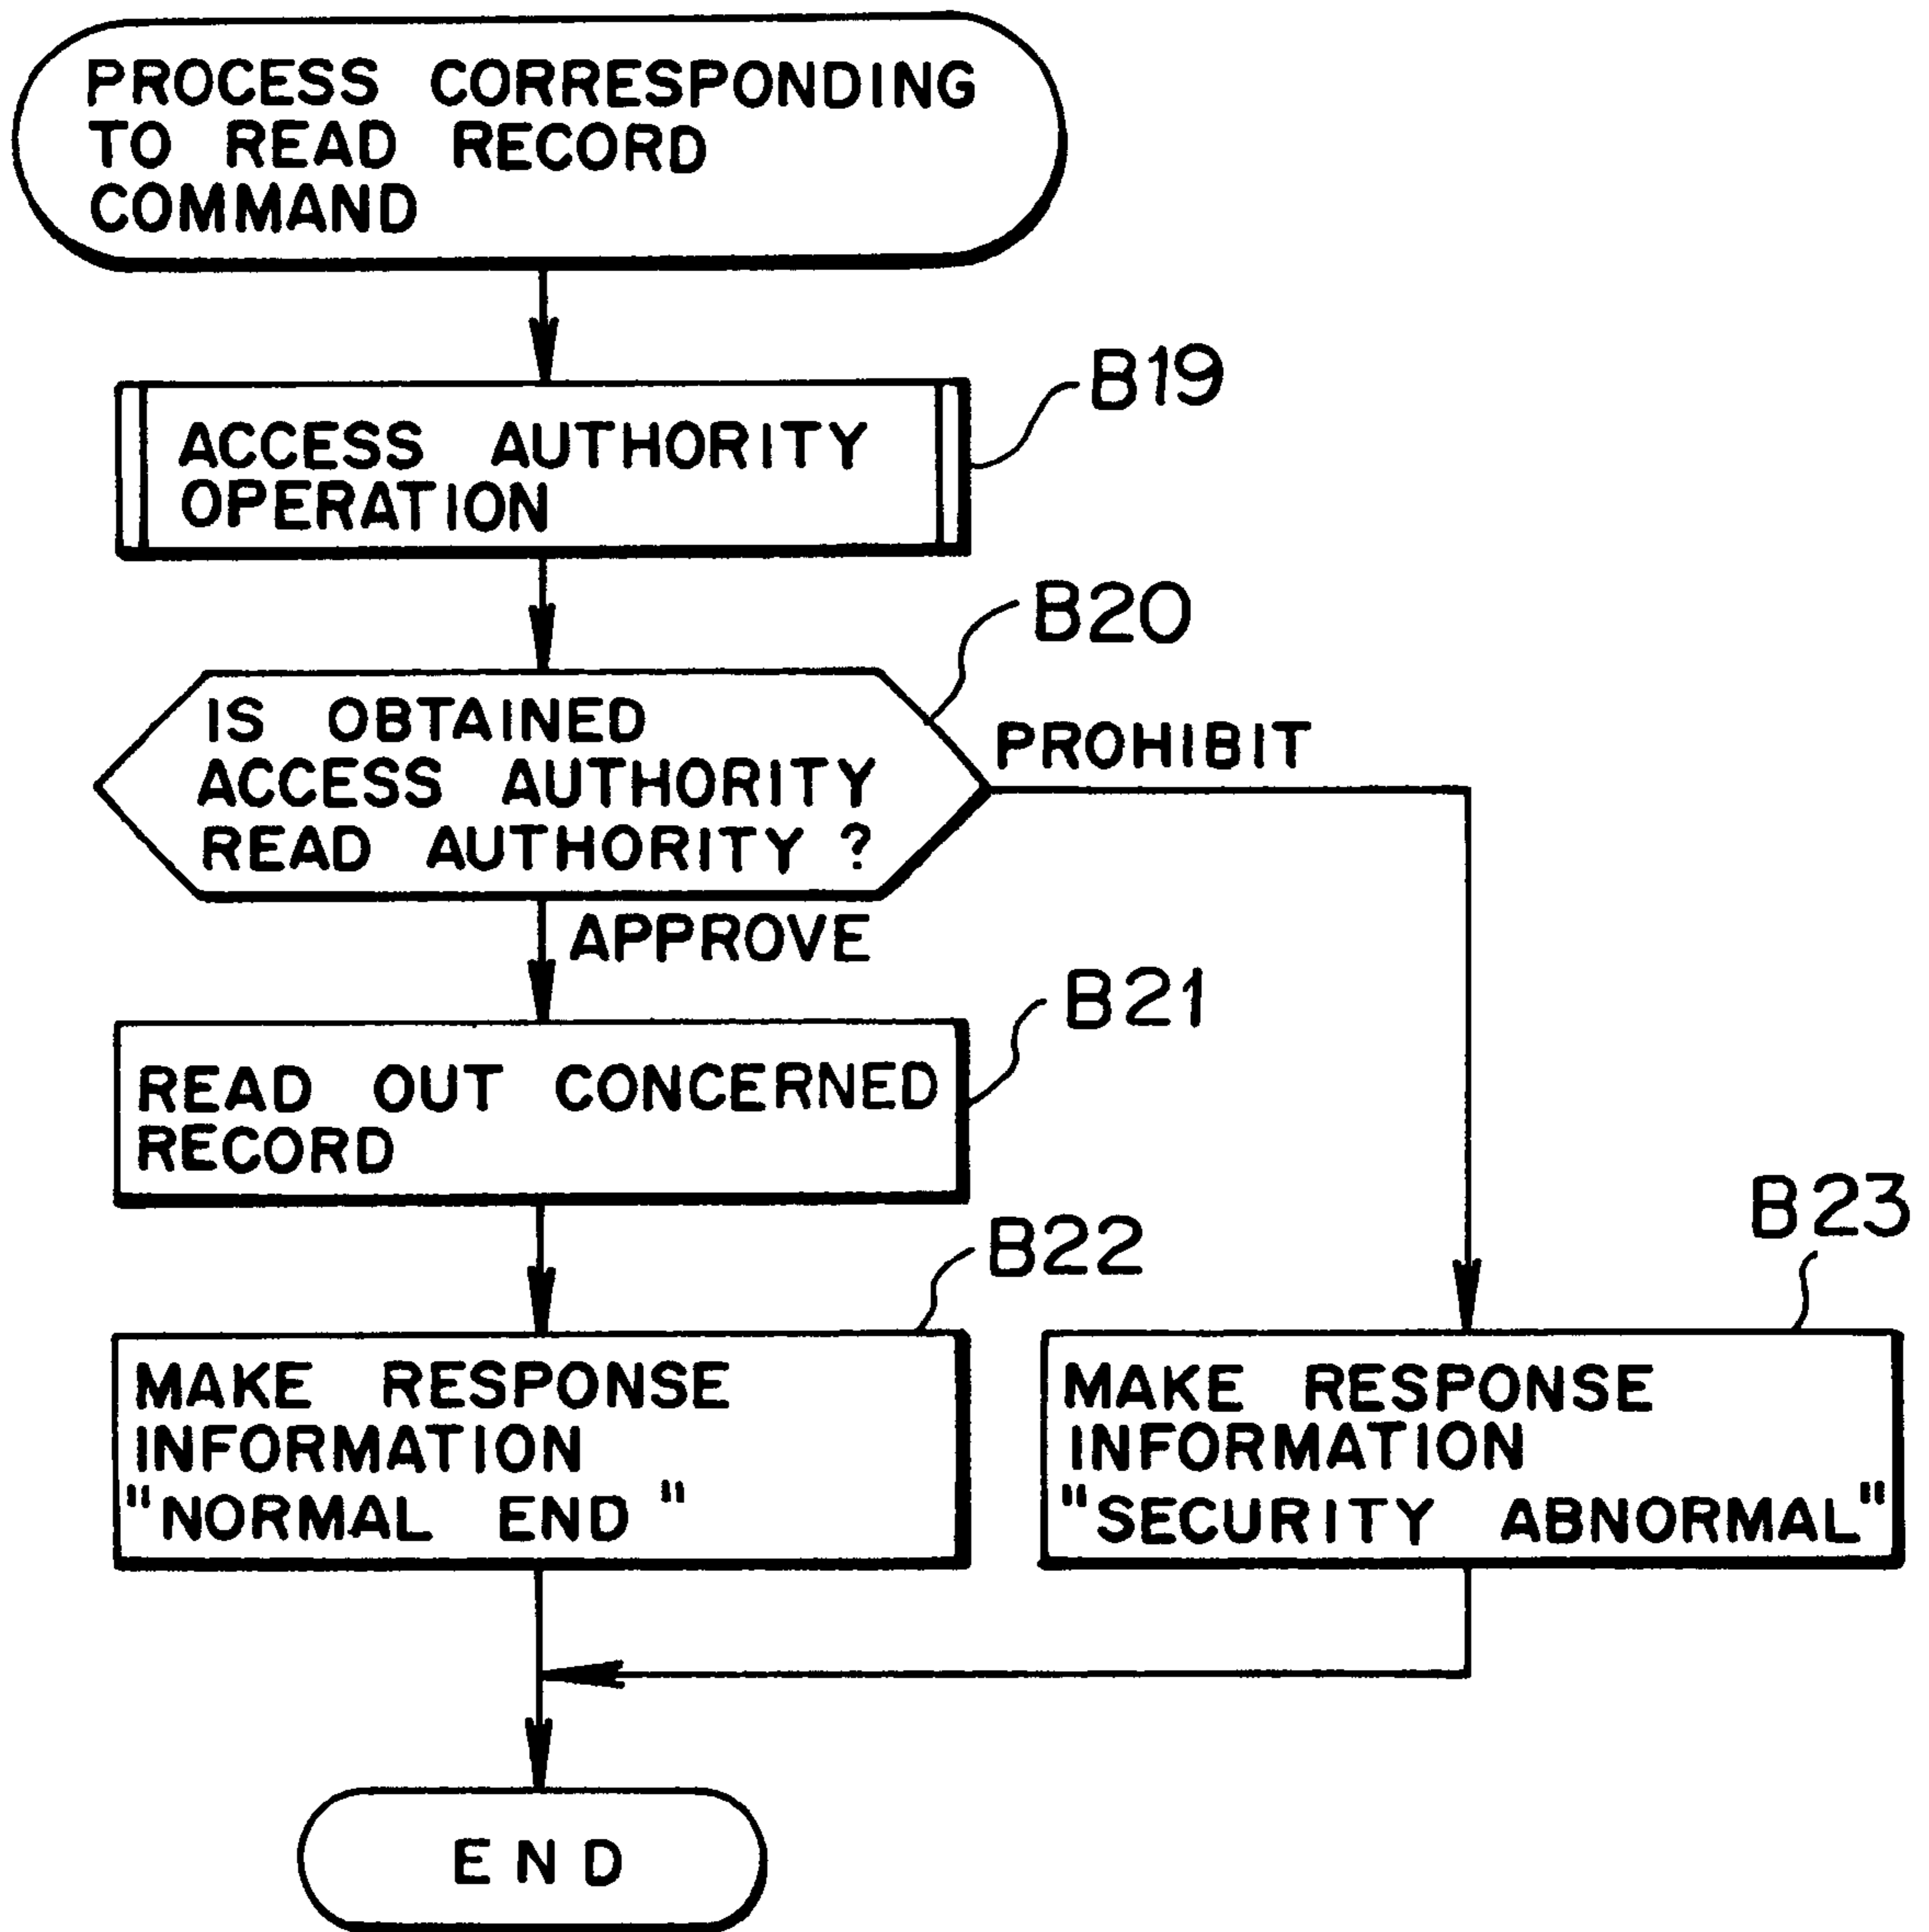 PROCESS CORRESPONDING
TO READ RECORD
COMMAND
B19
ACCESS AUTHORITY
OPERATION
B20
IS OBTAINED
ACCESS AUTHORITY
READ AUTHORITY ?
PROHIBIT
APPROVE
B21
READ OUT CONCERNED
RECORD
B22
MAKE RESPONSE
INFORMATION
"NORMAL END "
B23
MAKE RESPONSE
INFORMATION
"SECURITY ABNORMAL"
END